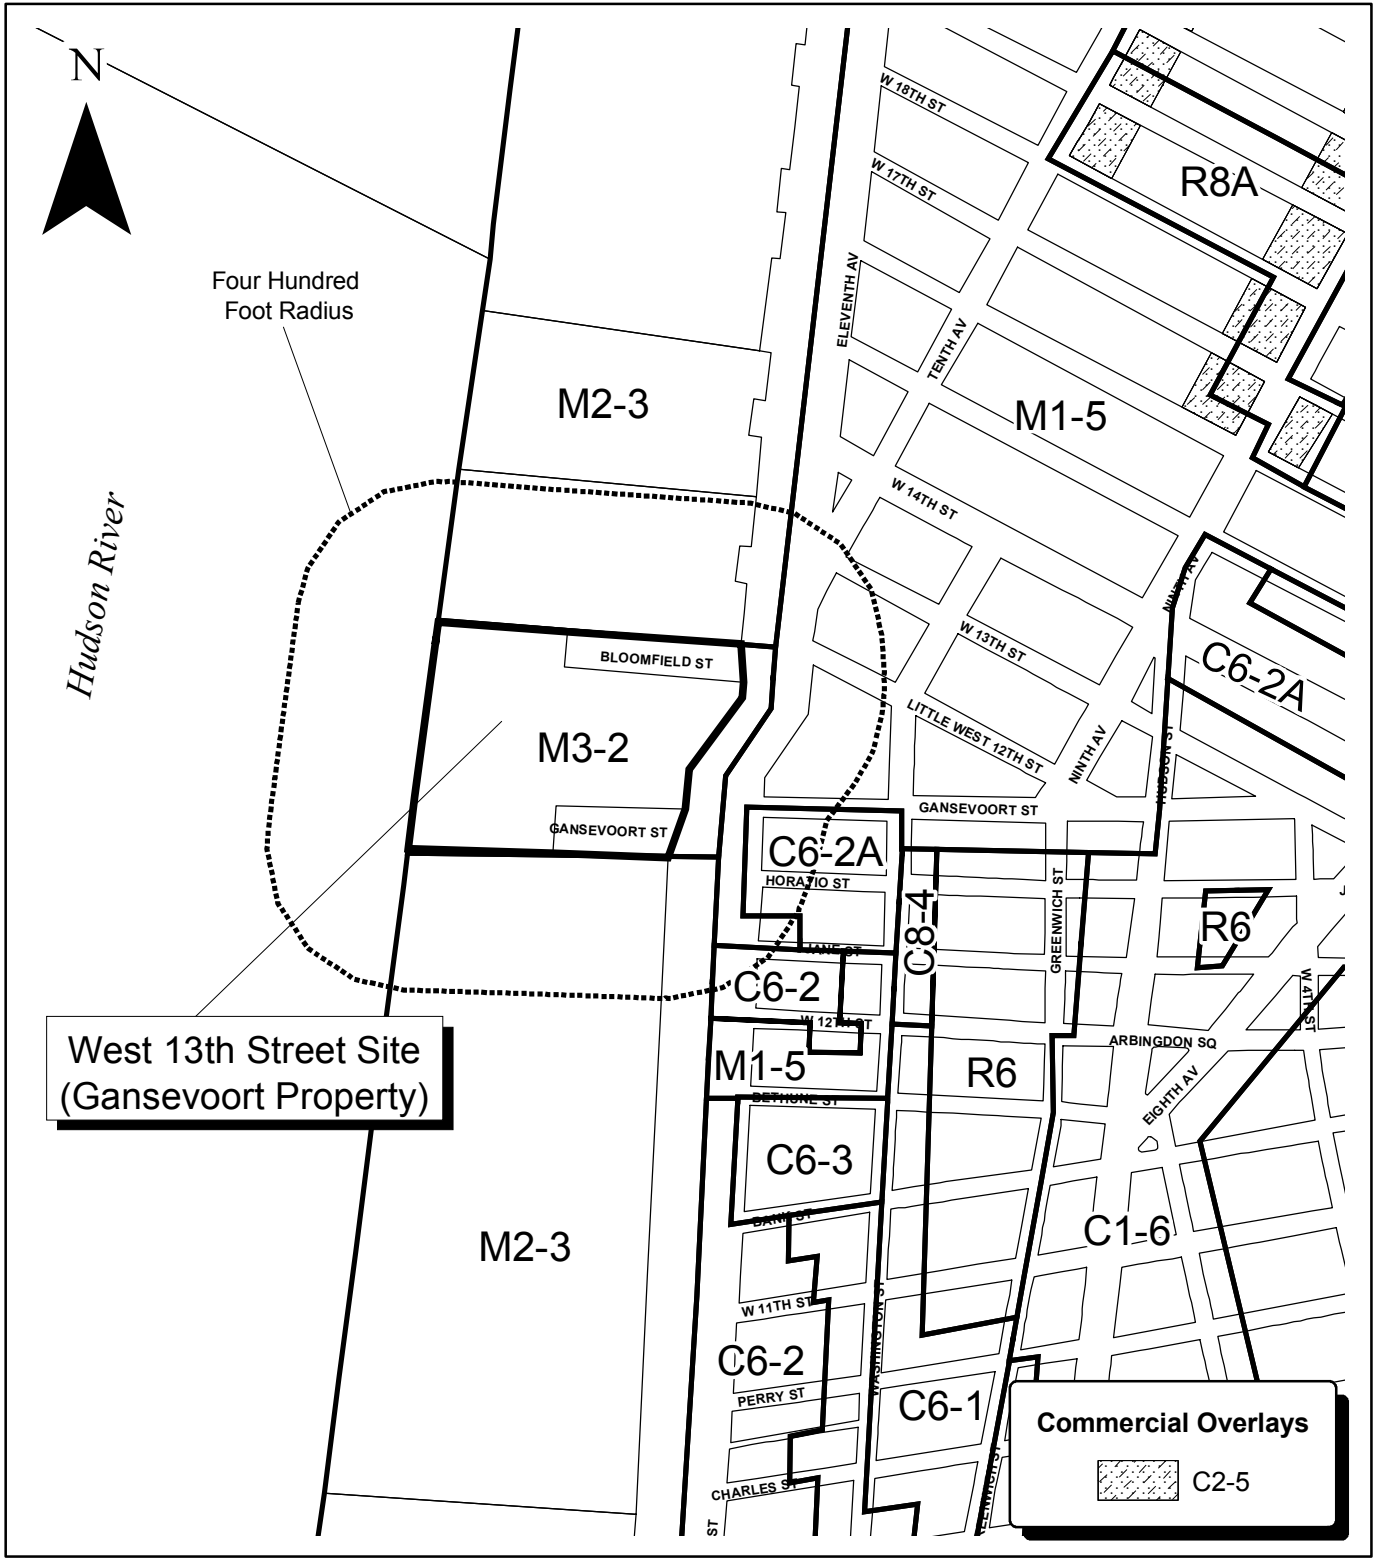 N
W 18TH ST
W 17TH ST
R8A
Four Hundred
Foot Radius
ELEVENTH AV
TENTH AV
M2-3
M1-5
W 14TH ST
Hudson River
NINTH AV
W 13TH ST
BLOOMFIELD ST
C6-2A
M3-2
LITTLE WEST 12TH ST
NINTH AV
HUDSON ST
GANSEVOORT ST
GANSEVOORT ST
C6-2A
HORATIO ST
C8-4
GREENWICH ST
R6
JANE ST
C6-2
W 4TH ST
W 12TH ST
West 13th Street Site
(Gansevoort Property)
ARBINGDON SQ
M1-5
R6
EIGHTH AV
BETHUNE ST
C6-3
BANK ST
C1-6
M2-3
W 11TH ST
WASHINGTON ST
C6-2
PERRY ST
C6-1
Commercial Overlays
C2-5
CHARLES ST
ST